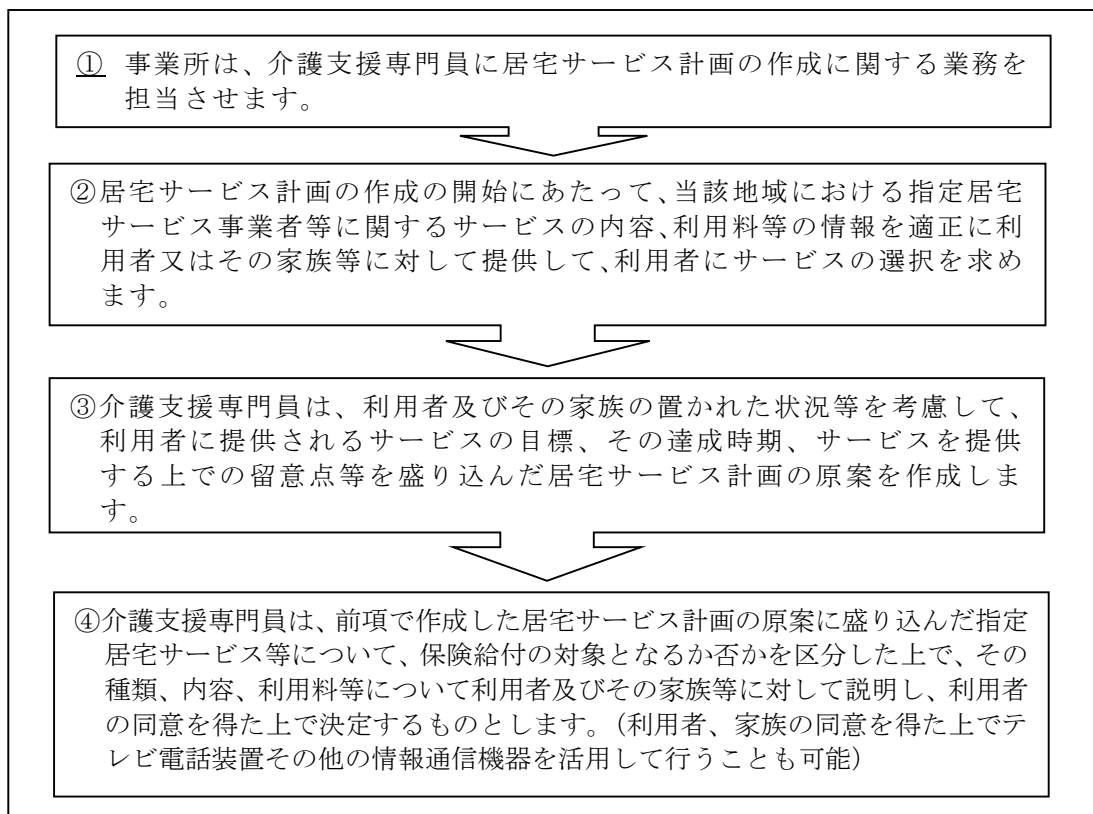 ① 事業所は、介護支援専門員に居宅サービス計画の作成に関する業務を
担当させます。
②居宅サービス計画の作成の開始にあたって、当該地域における指定居宅
サービス事業者等に関するサービスの内容、利用料等の情報を適正に利
用者又はその家族等に対して提供して、利用者にサービスの選択を求め
ます。
③介護支援専門員は、利用者及びその家族の置かれた状況等を考慮して、
利用者に提供されるサービスの目標、その達成時期、サービスを提供
する上での留意点等を盛り込んだ居宅サービス計画の原案を作成しま
す。
④介護支援専門員は、前項で作成した居宅サービス計画の原案に盛り込んだ指定
居宅サービス等について、保険給付の対象となるか否かを区分した上で、その
種類、内容、利用料等について利用者及びその家族等に対して説明し、利用者
の同意を得た上で決定するものとします。（利用者、家族の同意を得た上でテ
レビ電話装置その他の情報通信機器を活用して行うことも可能）